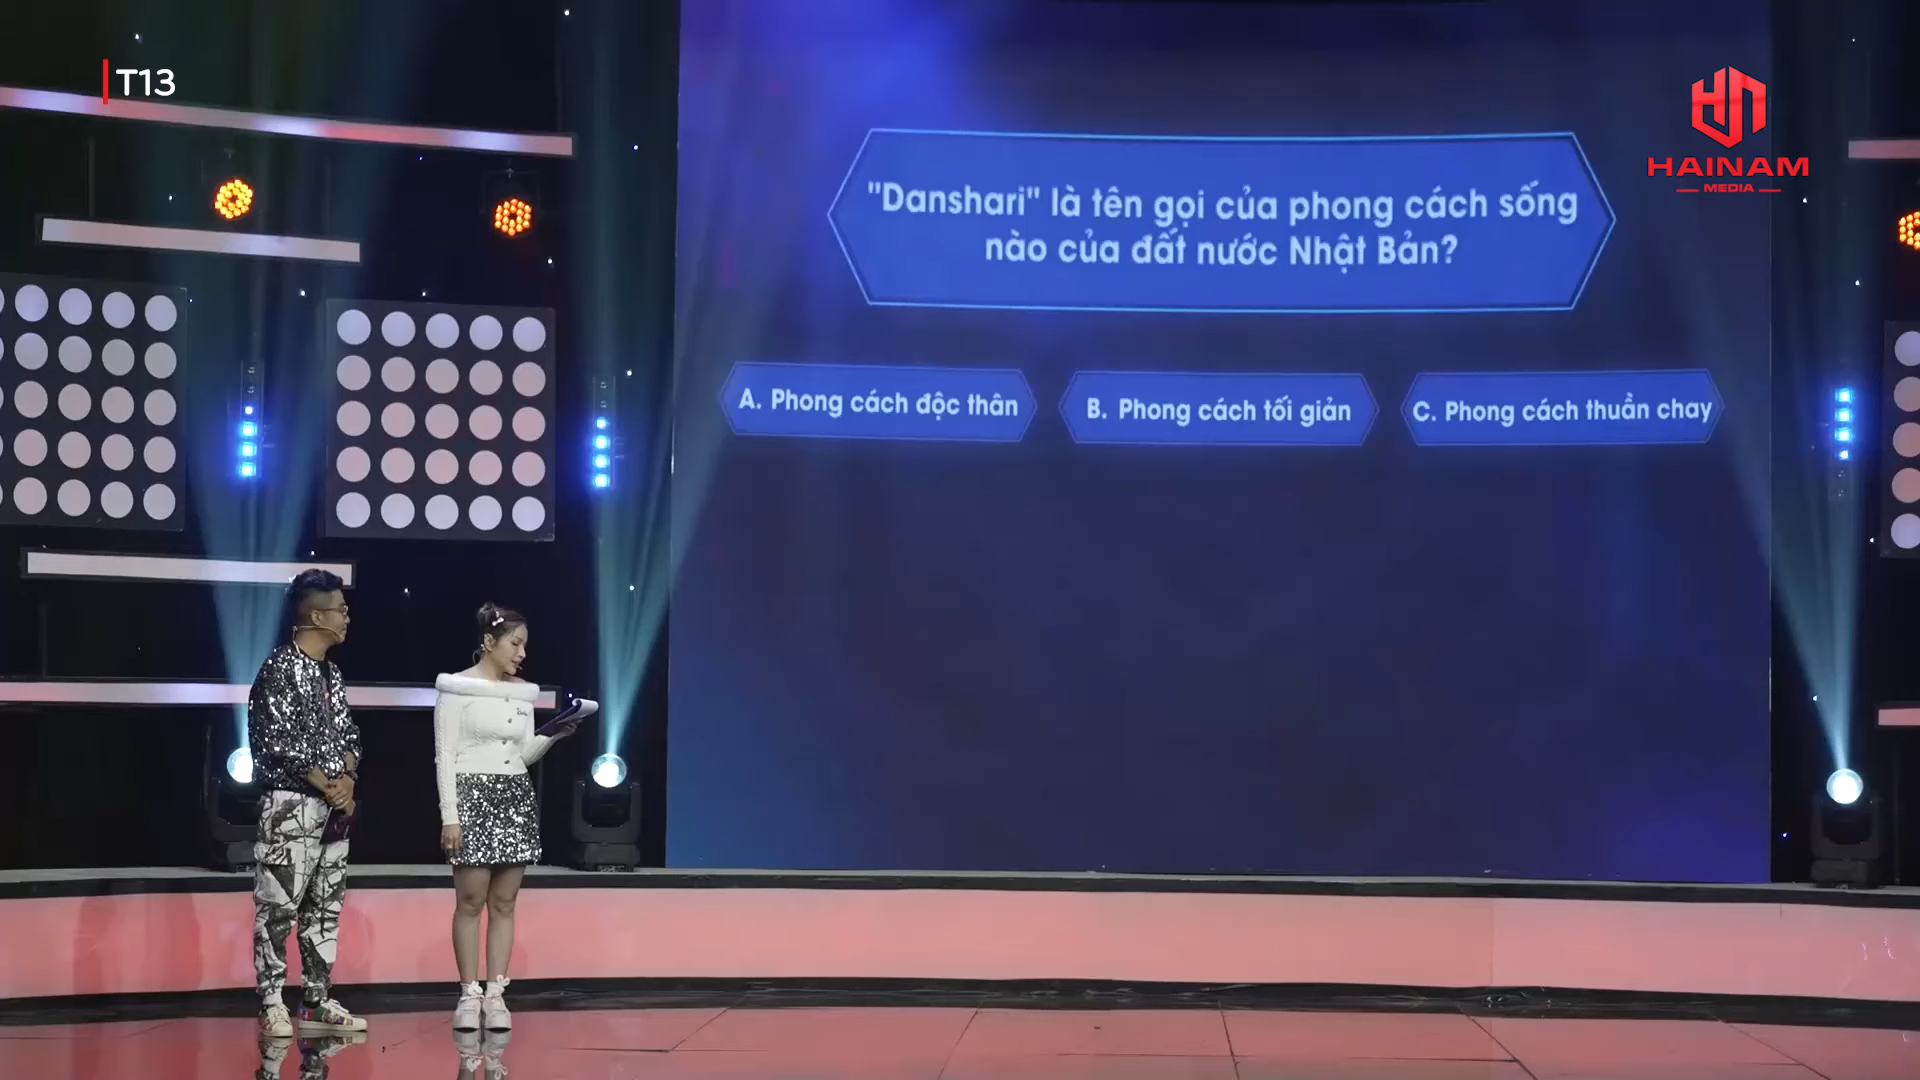 T13
HAINAM
MEDIA
"Danshari" là tên gọi của phong cách sống
nào của đất nước Nhật Bản?
A. Phong cách độc thân
B. Phong cách tối giản
C. Phong cách thuần chay